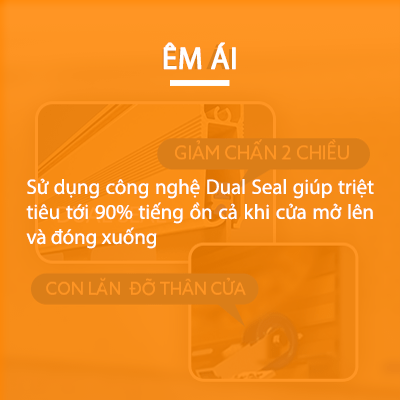 ÊM ÁI
GIẢM CHẤN 2 CHIỀU
Sử dụng công nghệ Dual Seal giúp triệt
tiêu tới 90% tiếng ồn cả khi cửa mở lên
và đóng xuống
CON LĂN ĐỠ THÂN CỬA